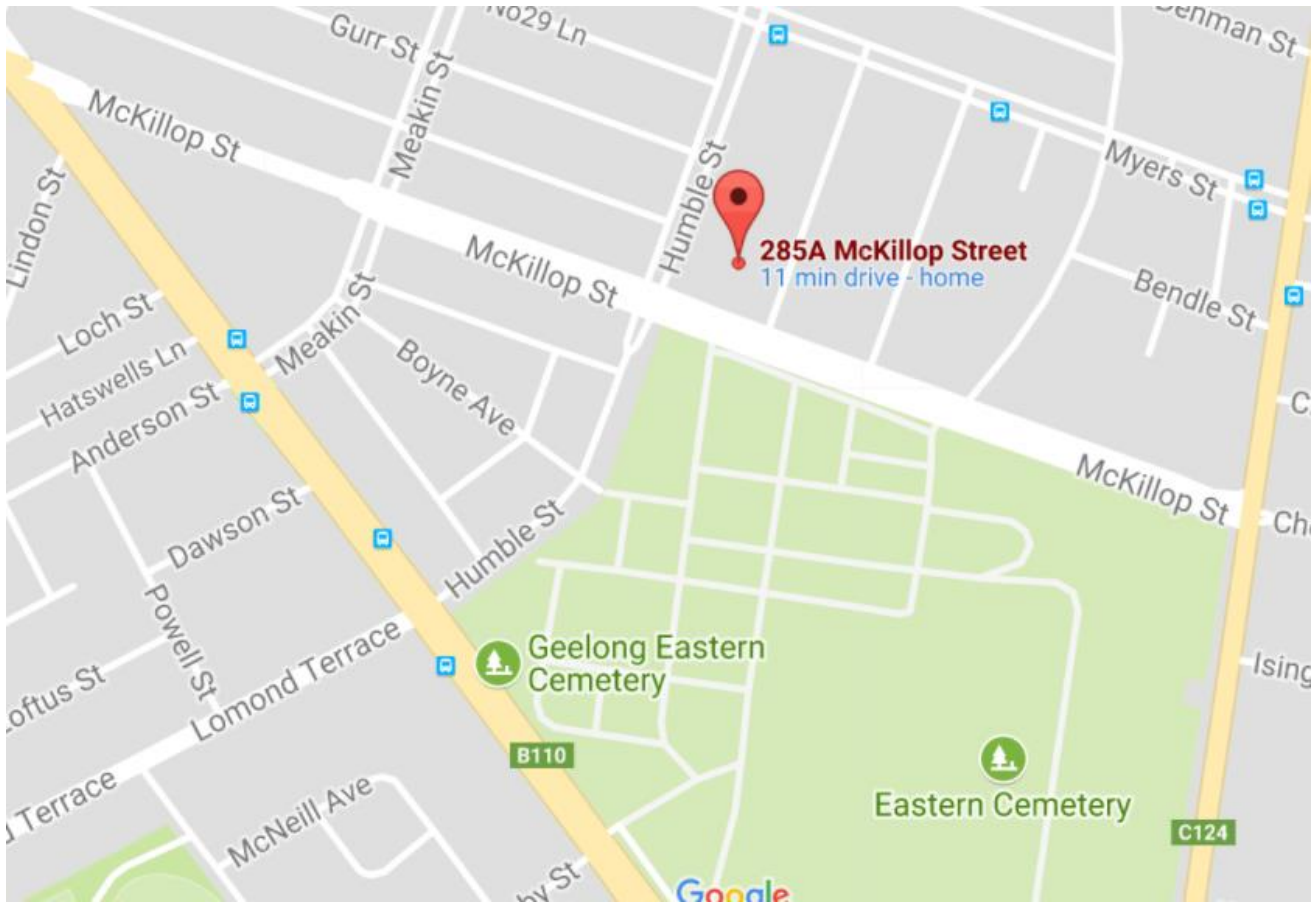 No29 Ln
Denman St
Gurr St
Meakin St
McKillop St
Humble St
Myers St
Lindon St
285A McKillop Street
11 min drive - home
McKillop St
Bendle St
Loch St
Meakin St
Hatswells Ln
Boyne Ave
Anderson St
McKillop St
Dawson St
Humble St
Powell St
Geelong Eastern
Cemetery
Loftus St
Lomond Terrace
B110
Eastern Cemetery
Terrace
McNeill Ave
C124
Google